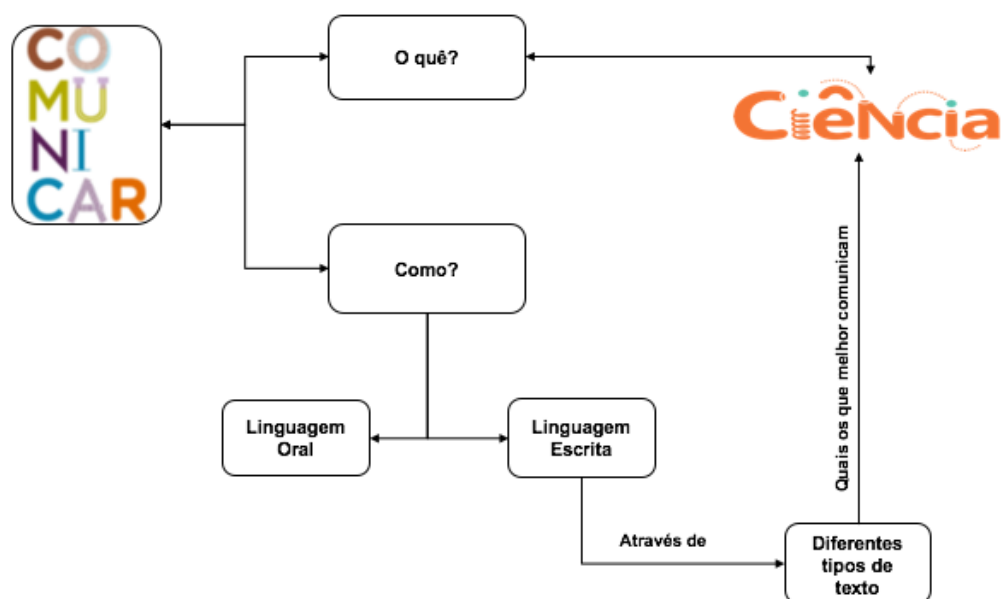 CO
MU
NI
CAR
O quê?
Ciência
Como?
Quais os que melhor comunicam
Linguagem
Oral
Linguagem
Escrita
Através de
Diferentes
tipos de
texto